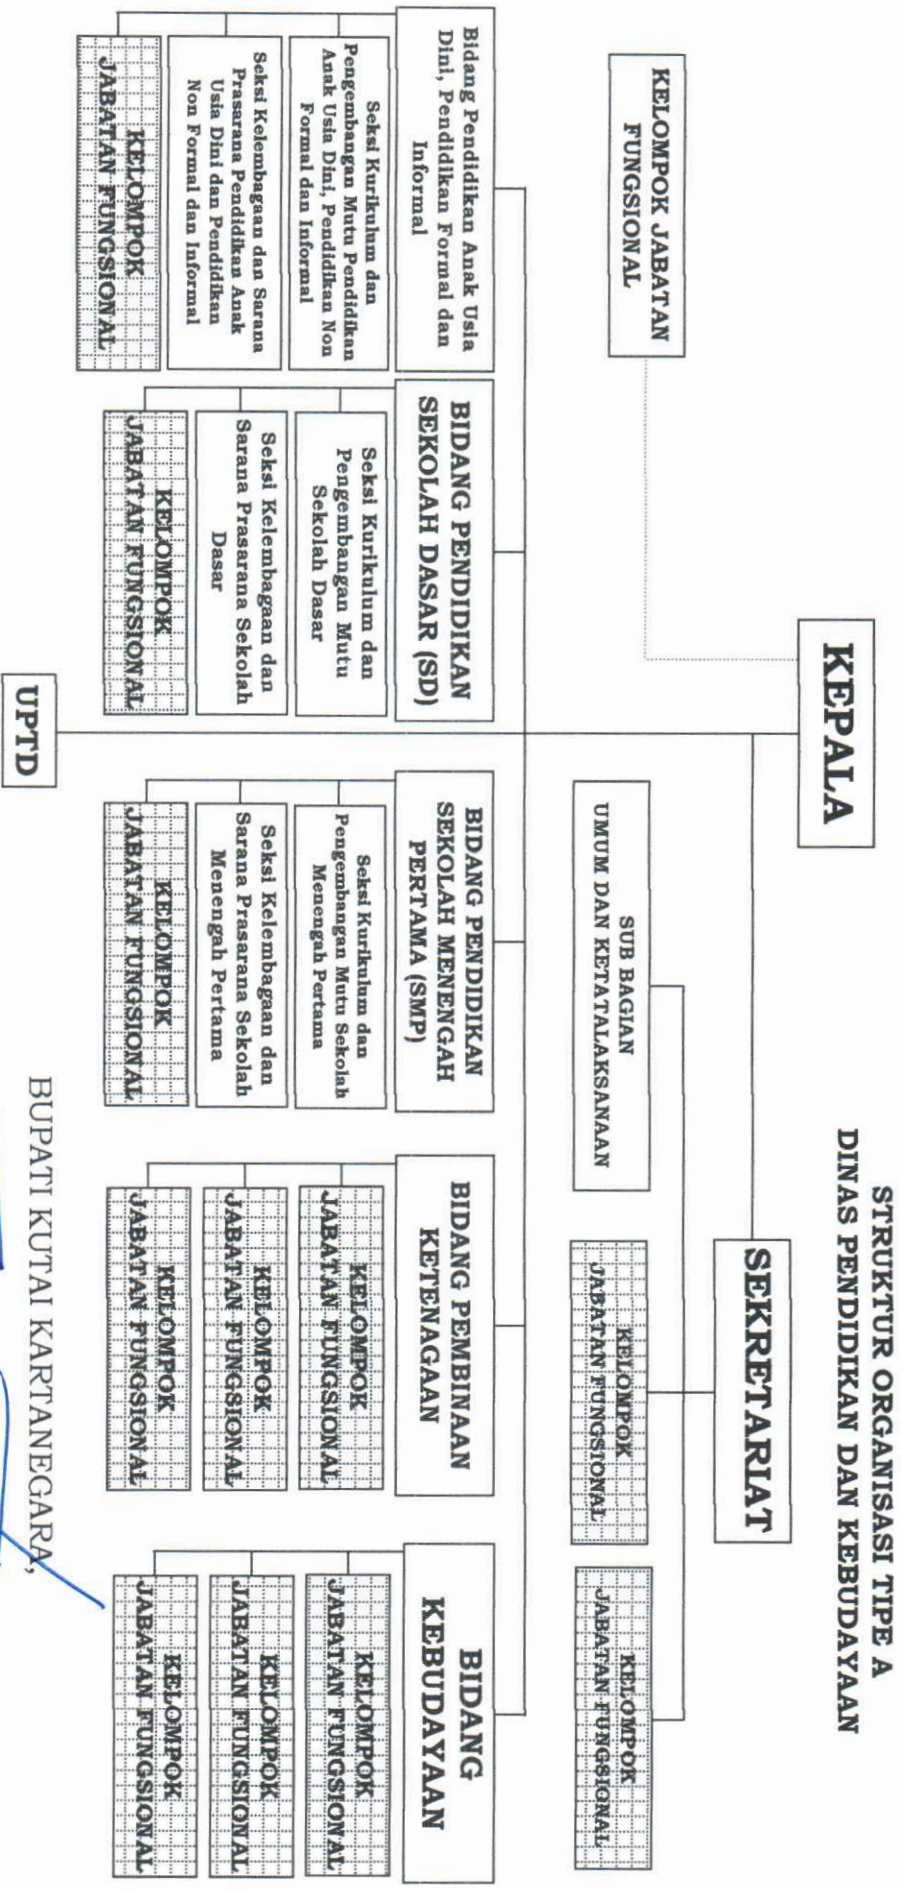 STRUKTUR ORGANISASI TIPE A
DINAS PENDIDIKAN DAN KEBUDAYAAN
KEPALA
SEKRETARIAT
KELOMPOK JABATAN
FUNGSIONAL
SUB BAGIAN
UMUM DAN KETATALAKSANAAN
KELOMPOK
JABATAN FUNGSIONAL
KELOMPOK
JABATAN FUNGSIONAL
Bidang Pendidikan Anak Usia
Dini, Pendidikan Formal dan
Informal
Seksi Kurikulum dan
Pengembangan Mutu Pendidikan
Anak Usia Dini, Pendidikan Non
Formal dan Informal
Seksi Kelembagaan dan Sarana
Prasarana Pendidikan Anak
Usia Dini dan Pendidikan
Non Formal dan Informal
KELOMPOK
JABATAN FUNGSIONAL
BIDANG PENDIDIKAN
SEKOLAH DASAR (SD)
Seksi Kurikulum dan
Pengembangan Mutu
Sekolah Dasar
Seksi Kelembagaan dan
Sarana Prasarana Sekolah
Dasar
KELOMPOK
JABATAN FUNGSIONAL
BIDANG PENDIDIKAN
SEKOLAH MENENGAH
PERTAMA (SMP)
Seksi Kurikulum dan
Pengembangan Mutu Sekolah
Menengah Pertama
Seksi Kelembagaan dan
Sarana Prasarana Sekolah
Menengah Pertama
KELOMPOK
JABATAN FUNGSIONAL
BIDANG PEMBINAAN
KETENAGAAN
KELOMPOK
JABATAN FUNGSIONAL
KELOMPOK
JABATAN FUNGSIONAL
KELOMPOK
JABATAN FUNGSIONAL
BIDANG
KEBUDAYAAN
KELOMPOK
JABATAN FUNGSIONAL
KELOMPOK
JABATAN FUNGSIONAL
KELOMPOK
JABATAN FUNGSIONAL
UPTD
BUPATI KUTAI KARTANEGARA,